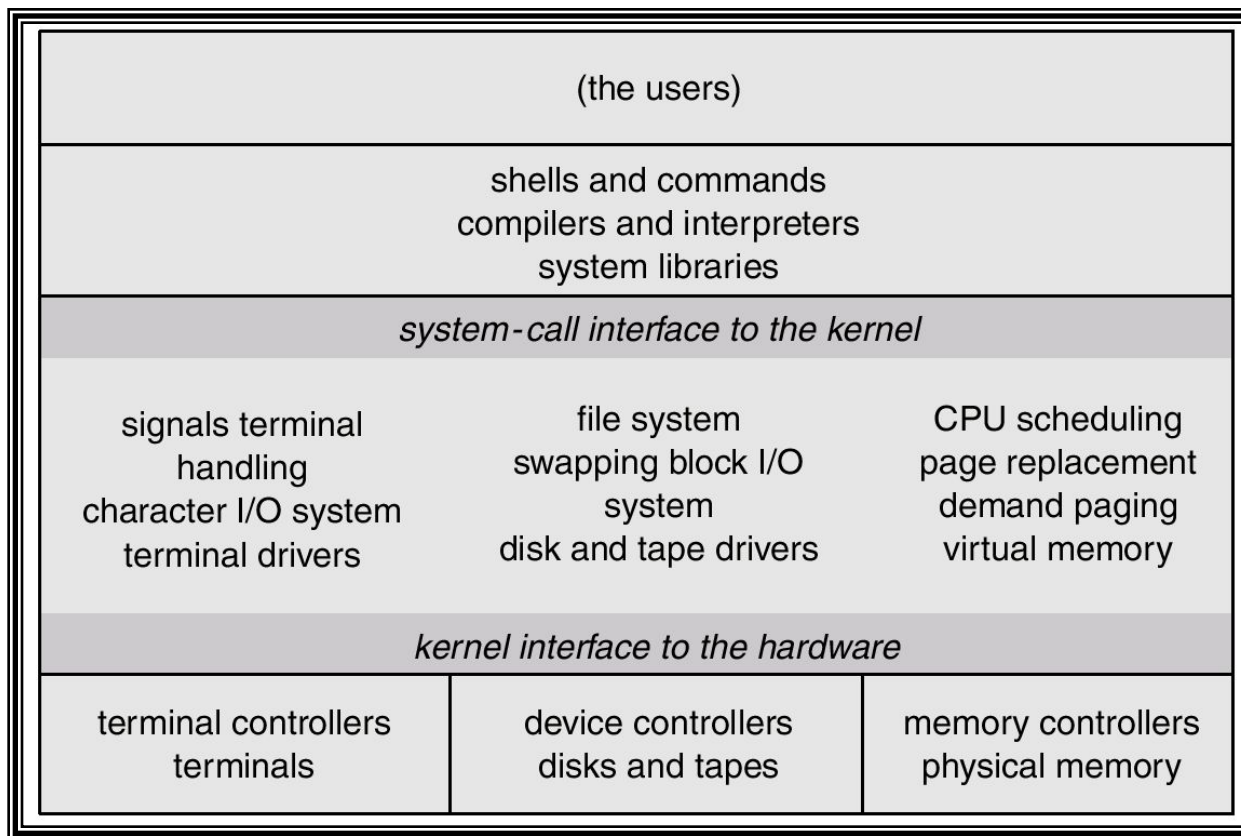 (the users)
shells and commands
compilers and interpreters
system libraries
system-call interface to the kernel
signals terminal
handling
character I/O system
terminal drivers
file system
swapping block I/O
system
disk and tape drivers
CPU scheduling
page replacement
demand paging
virtual memory
kernel interface to the hardware
terminal controllers
terminals
device controllers
disks and tapes
memory controllers
physical memory